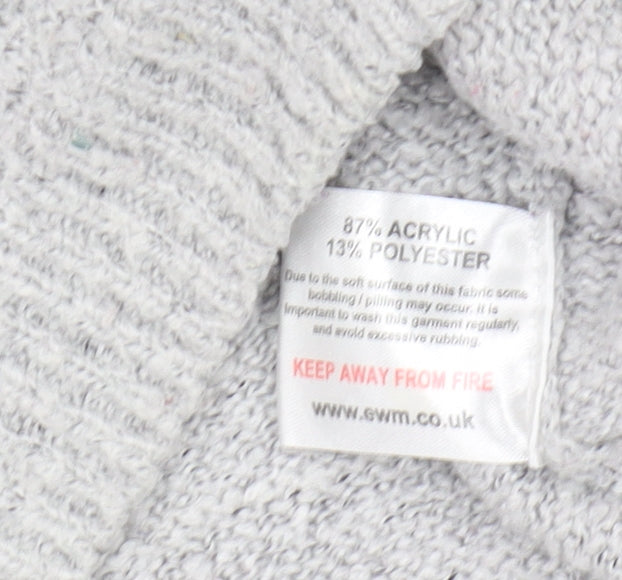 87% ACRYLIC
13% POLYESTER
Due to the soft surface of this fabric some
bobbling / pilling may occur. It is
important to wash this garment regularly,
and avoid excessive rubbing.
KEEP AWAY FROM FIRE
www.ewm.co.uk